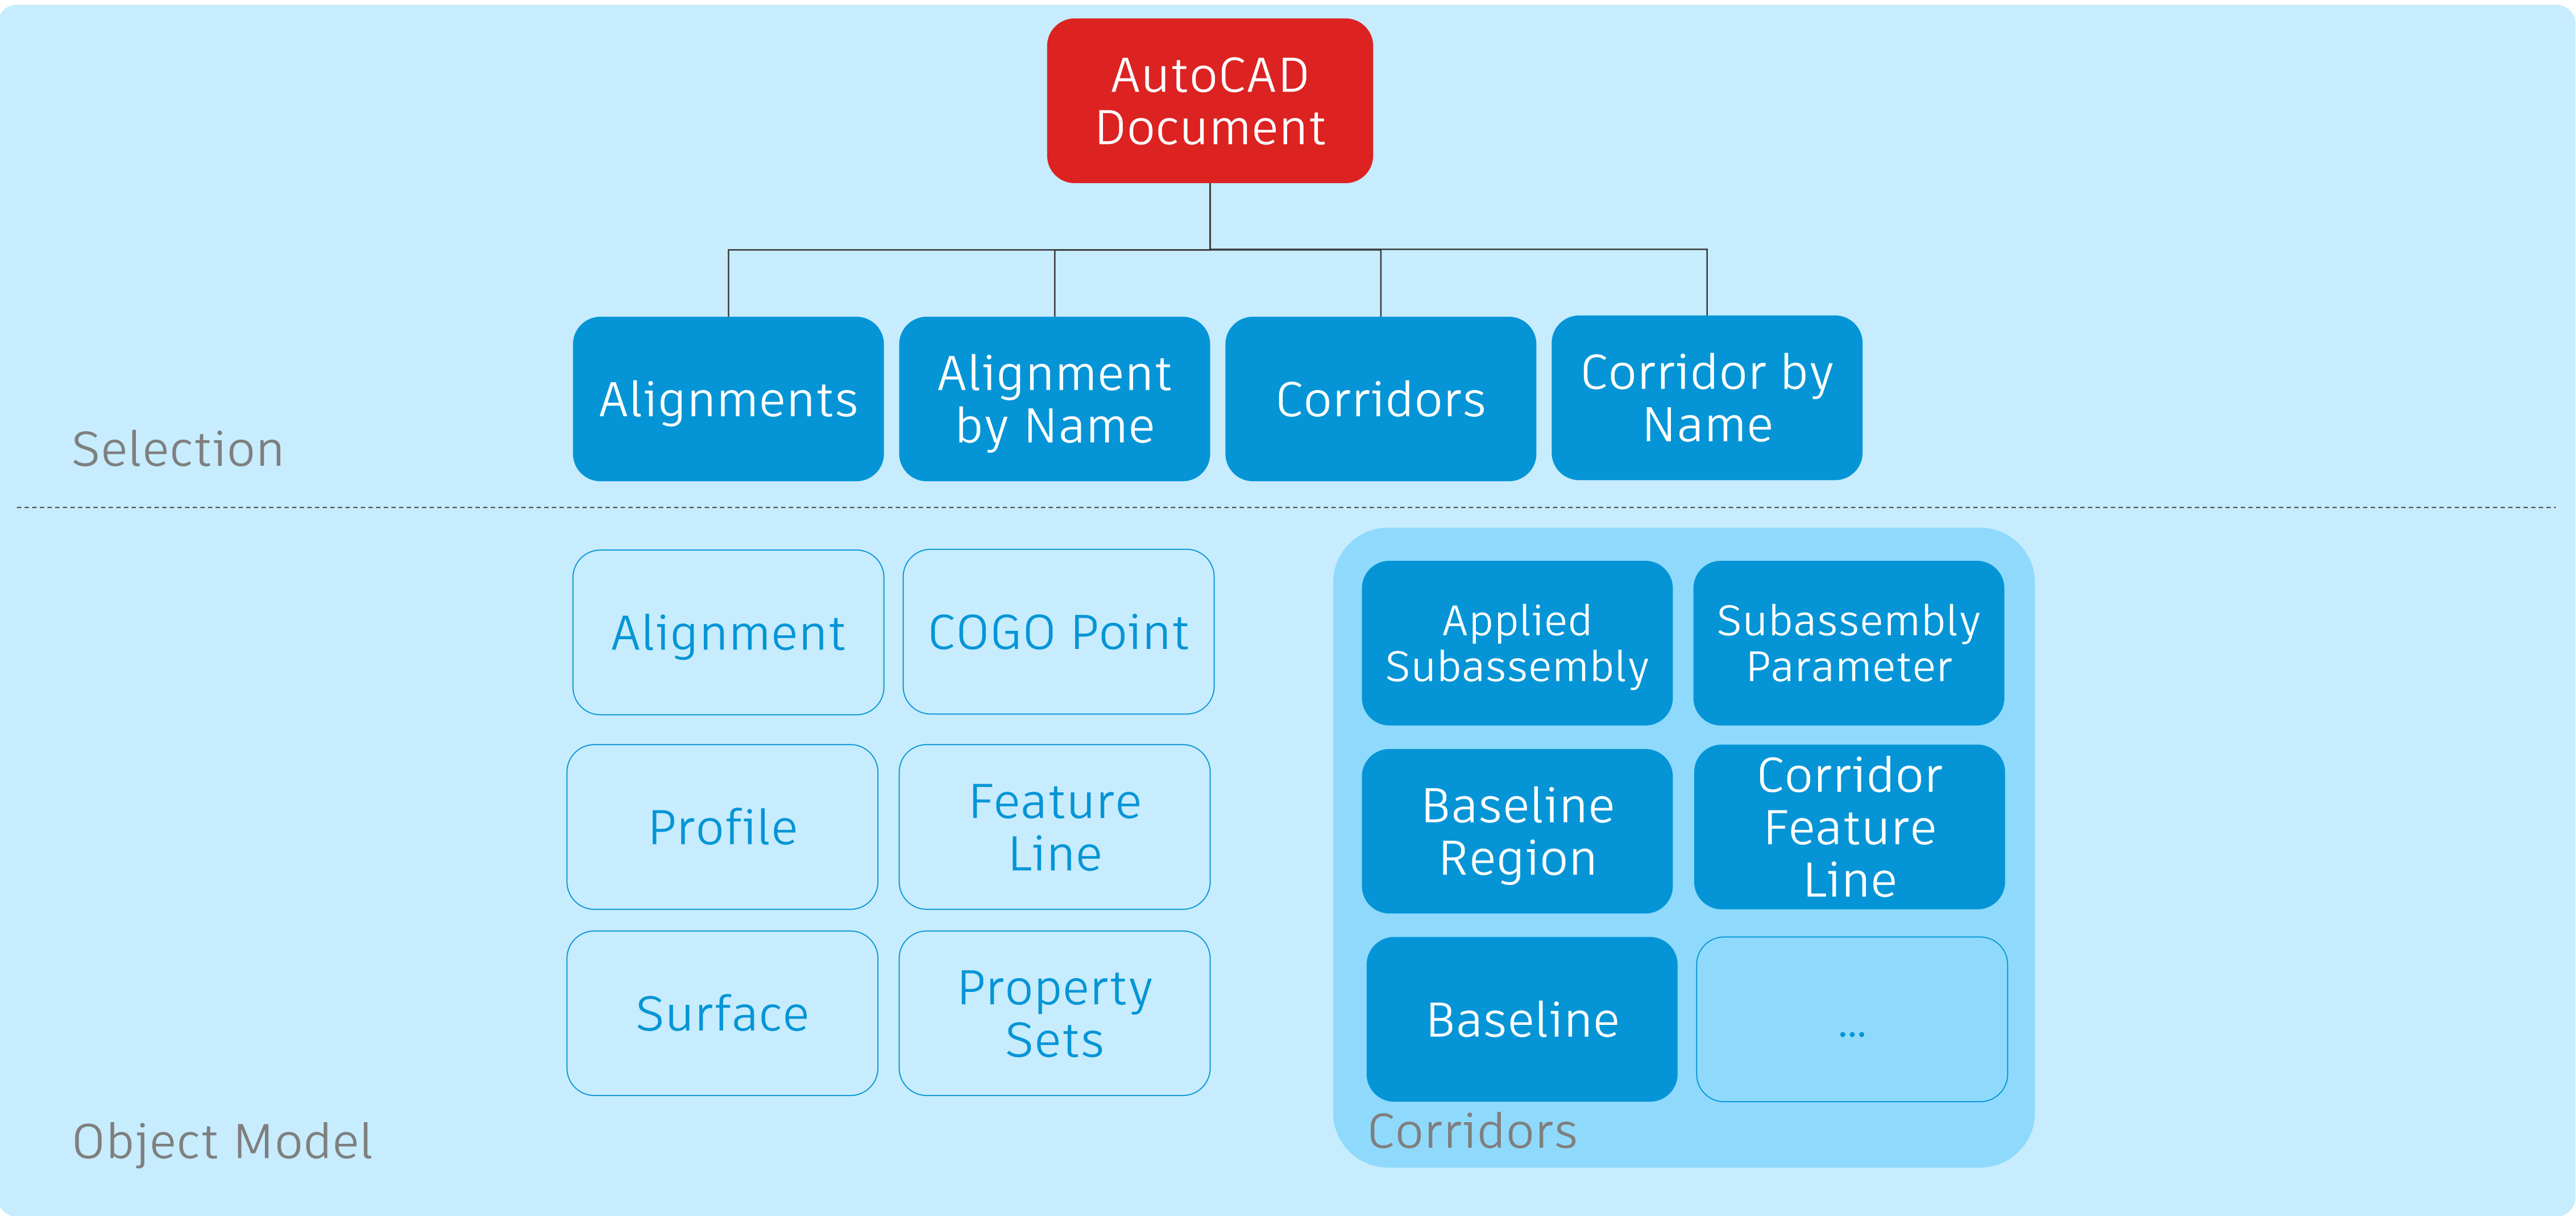 AutoCAD
Document
Alignments
Alignment
by Name
Corridors
Corridor by
Name
Selection
Alignment
COGO Point
Applied
Subassembly
Subassembly
Parameter
Profile
Feature
Line
Baseline
Region
Corridor
Feature
Line
Surface
Property
Sets
Baseline
...
Corridors
Object Model